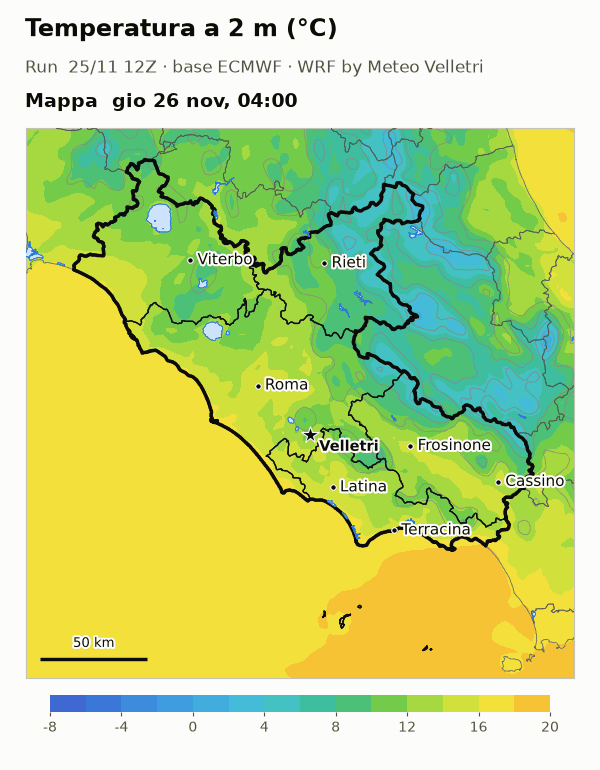 Temperatura a 2 m (°C)
Run  25/11 12Z · base ECMWF · WRF by Meteo Velletri
Mappa  gio 26 nov, 04:00
Viterbo
Rieti
Roma
Velletri
Frosinone
Latina
Cassino
Terracina
50 km
-8 -4 0 4 8 12 16 20